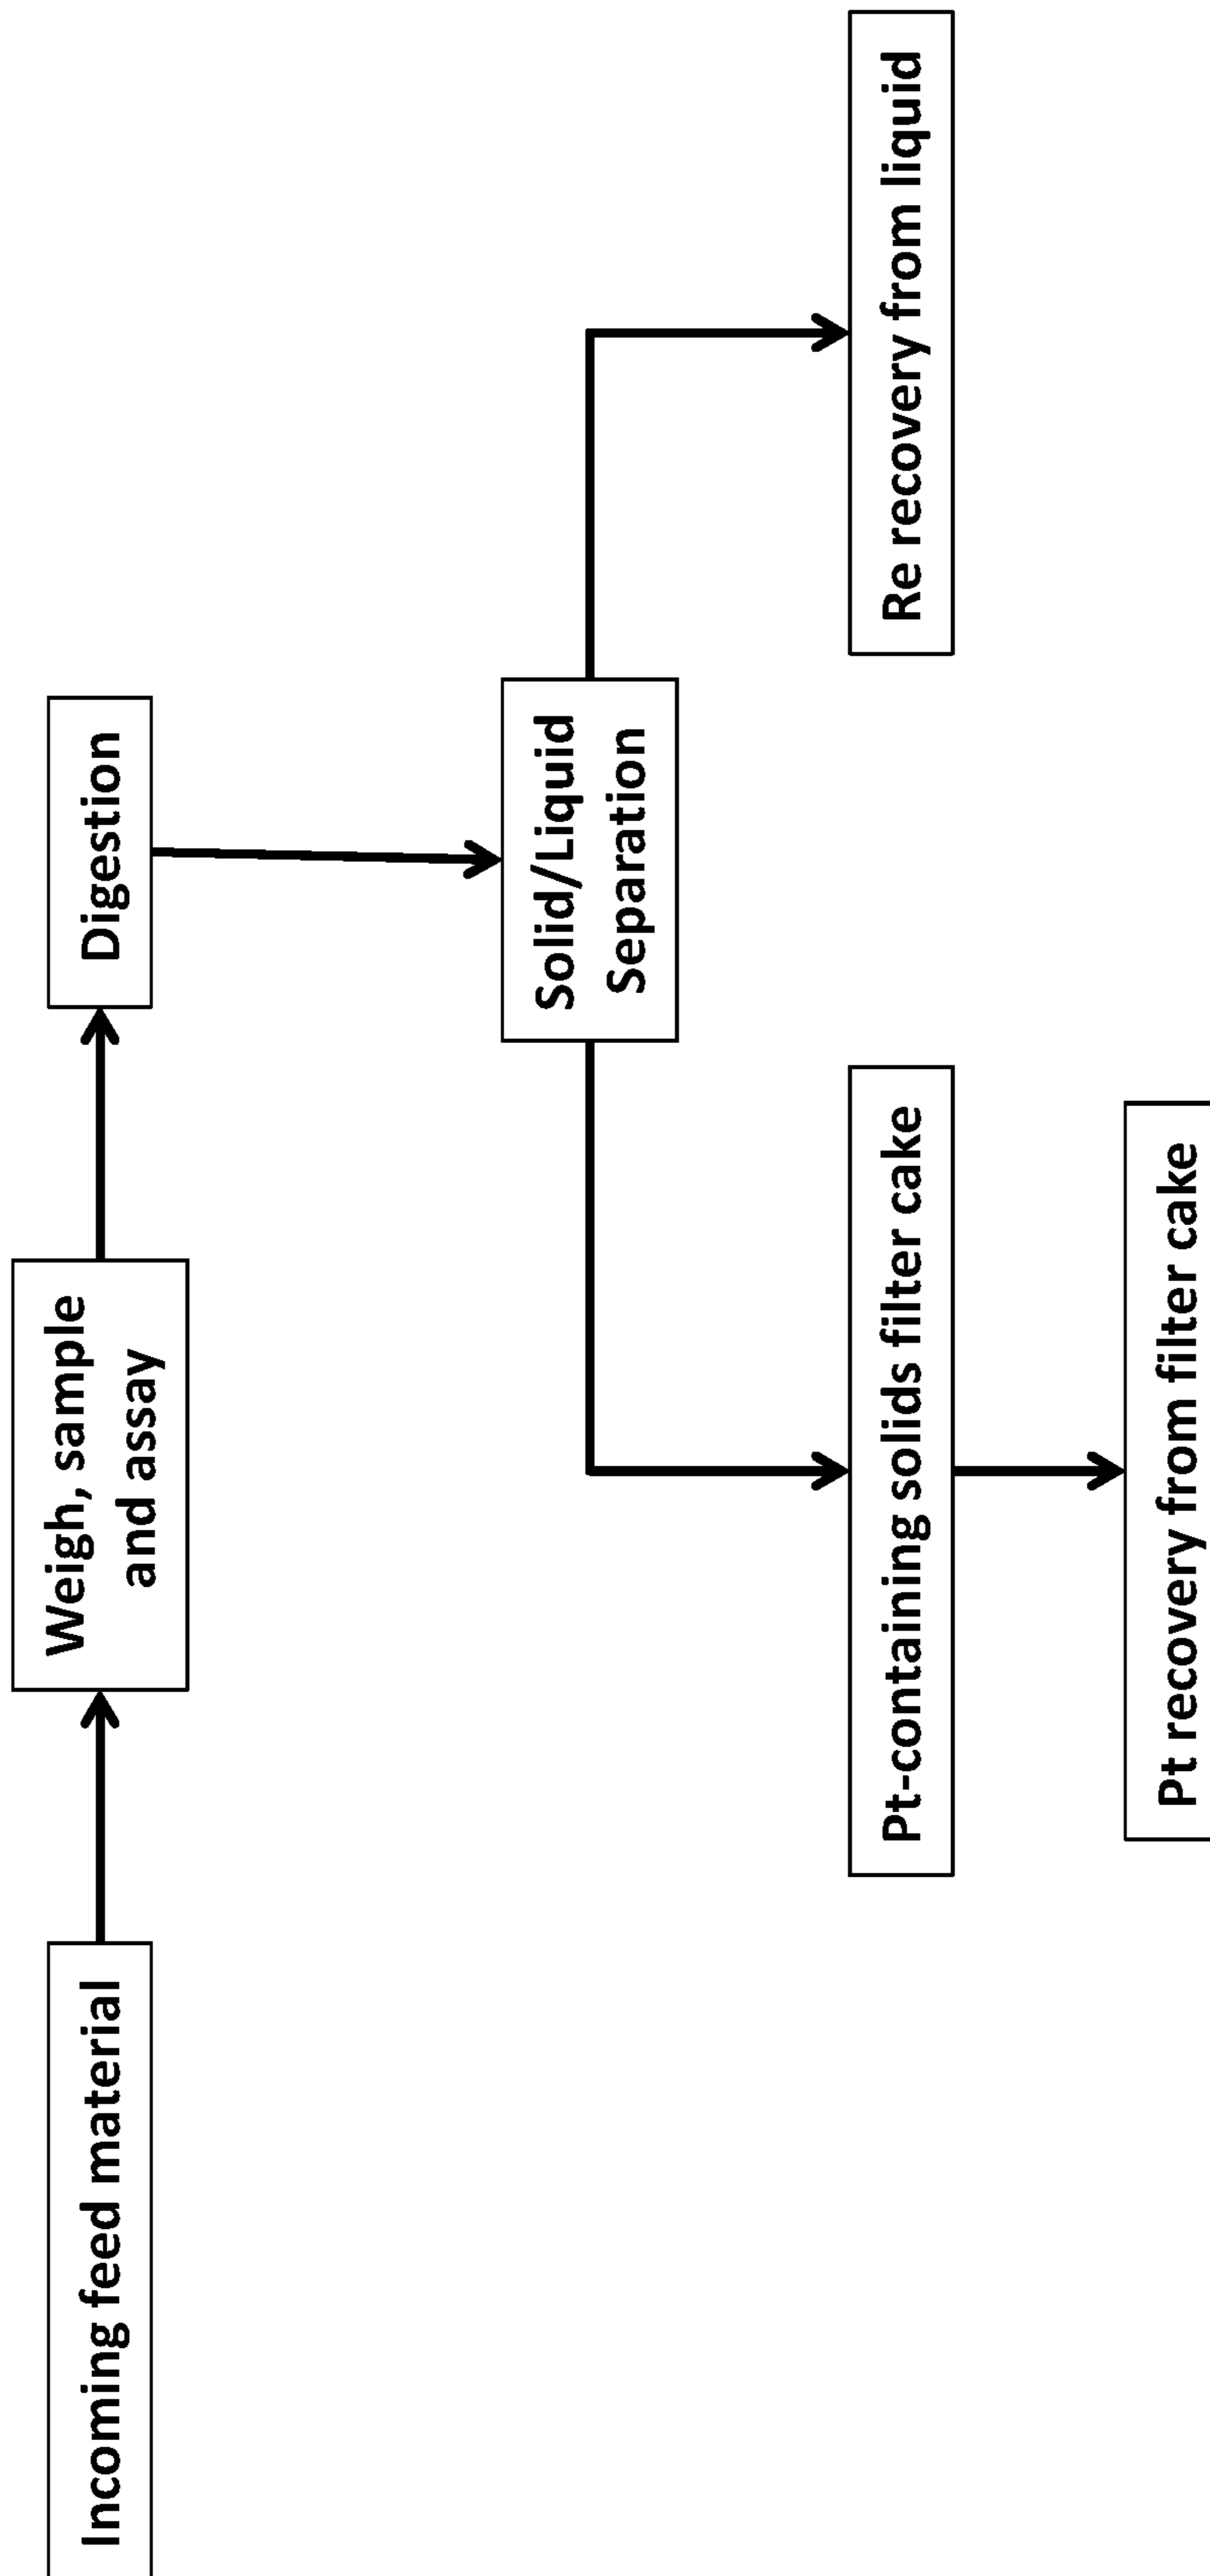 Incoming feed material
Weigh, sample
and assay
Digestion
Solid/Liquid
Separation
Pt-containing solids filter cake
Re recovery from liquid
Pt recovery from filter cake